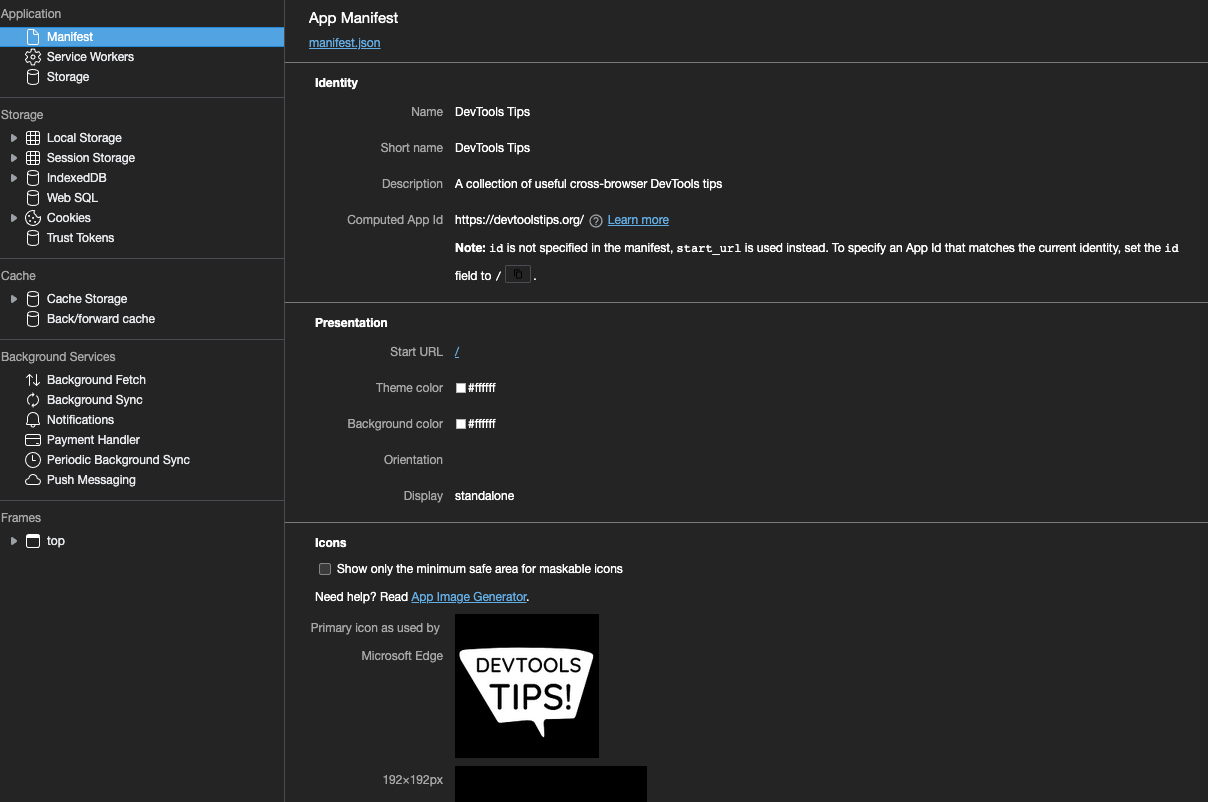 Application
Manifest
Service Workers
Storage
Storage
Local Storage
Session Storage
IndexedDB
Web SQL
Cookies
Trust Tokens
Cache
Cache Storage
Back/forward cache
Background Services
Background Fetch
Background Sync
Notifications
Payment Handler
Periodic Background Sync
Push Messaging
Frames
top
App Manifest
manifest.json
Identity
Name DevTools Tips
Short name DevTools Tips
Description A collection of useful cross-browser DevTools tips
Computed App Id https://devtoolstips.org/ ? Learn more
Note: id is not specified in the manifest, start_url is used instead. To specify an App Id that matches the current identity, set the id
field to / .
Presentation
Start URL /
Theme color #ffffff
Background color #ffffff
Orientation
Display standalone
Icons
Show only the minimum safe area for maskable icons
Need help? Read App Image Generator.
Primary icon as used by
Microsoft Edge
DEVTOOLS
TIPS!
192×192px